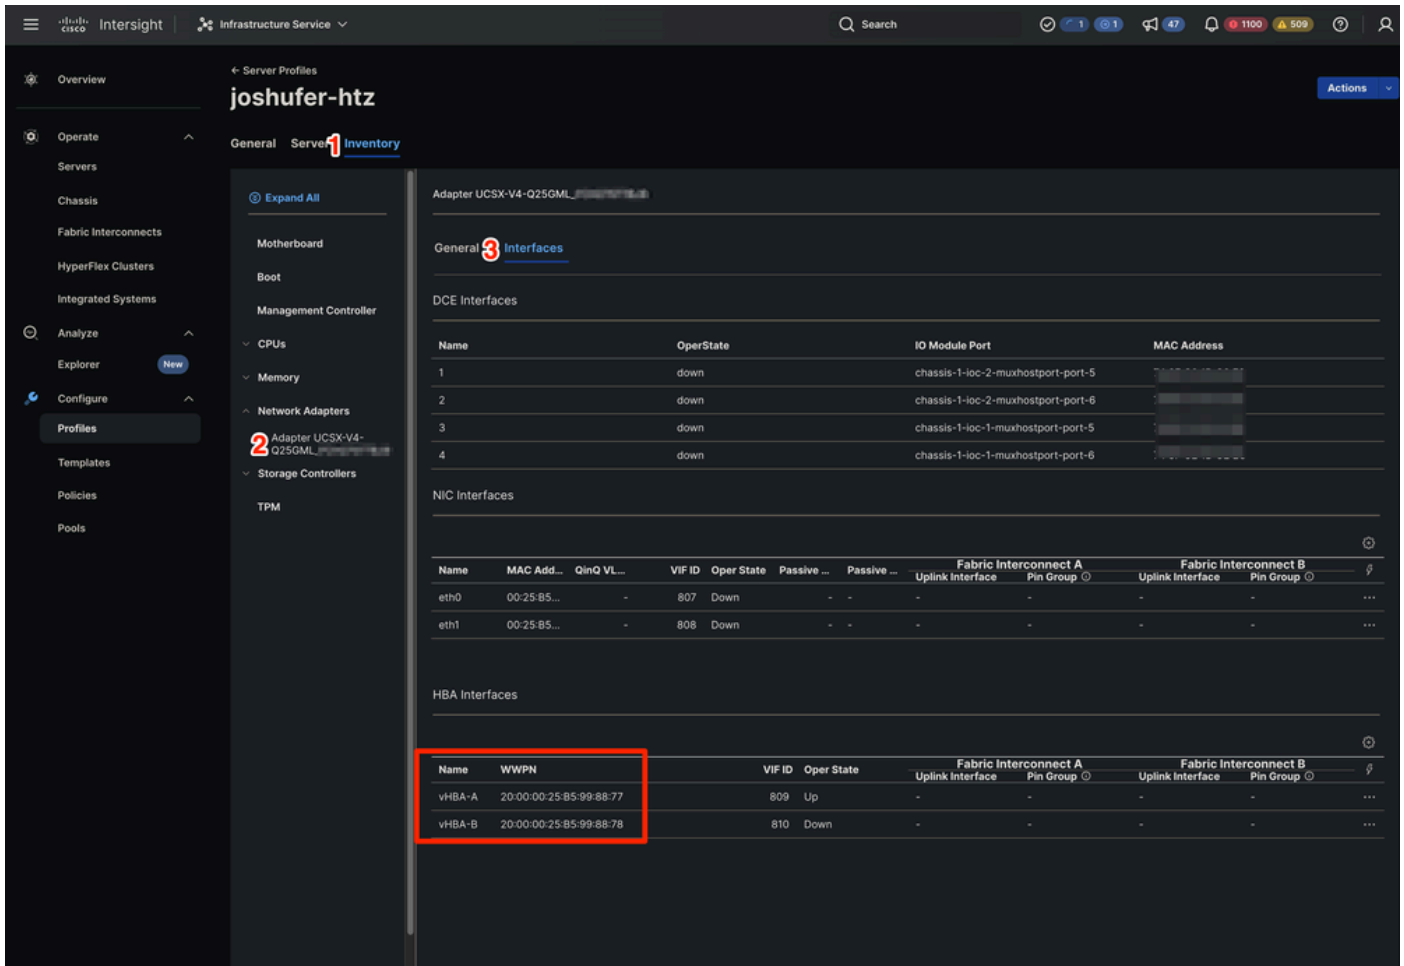 cisco Intersight Infrastructure Service Search 1 1 47 1100 509
Overview
Operate
Servers
Chassis
Fabric Interconnects
HyperFlex Clusters
Integrated Systems
Analyze
Explorer New
Configure
Profiles
Templates
Policies
Pools
← Server Profiles
joshufer-htz
Actions
General Server 1 Inventory
Expand All
Motherboard
Boot
Management Controller
CPUs
Memory
Network Adapters
2 Adapter UCSX-V4-
Q25GML_
Storage Controllers
TPM
Adapter UCSX-V4-Q25GML_
General 3 Interfaces
DCE Interfaces
Name OperState IO Module Port MAC Address
1 down chassis-1-ioc-2-muxhostport-port-5
2 down chassis-1-ioc-2-muxhostport-port-6
3 down chassis-1-ioc-1-muxhostport-port-5
4 down chassis-1-ioc-1-muxhostport-port-6
NIC Interfaces
Fabric Interconnect A Fabric Interconnect B
Name MAC Add... QinQ VL... VIF ID Oper State Passive ... Passive ... Uplink Interface Pin Group Uplink Interface Pin Group
eth0 00:25:B5... - 807 Down - - - - - - ...
eth1 00:25:B5... - 808 Down - - - - - - ...
HBA Interfaces
Fabric Interconnect A Fabric Interconnect B
Name WWPN VIF ID Oper State Uplink Interface Pin Group Uplink Interface Pin Group
vHBA-A 20:00:00:25:B5:99:88:77 809 Up - - - - ...
vHBA-B 20:00:00:25:B5:99:88:78 810 Down - - - - ...